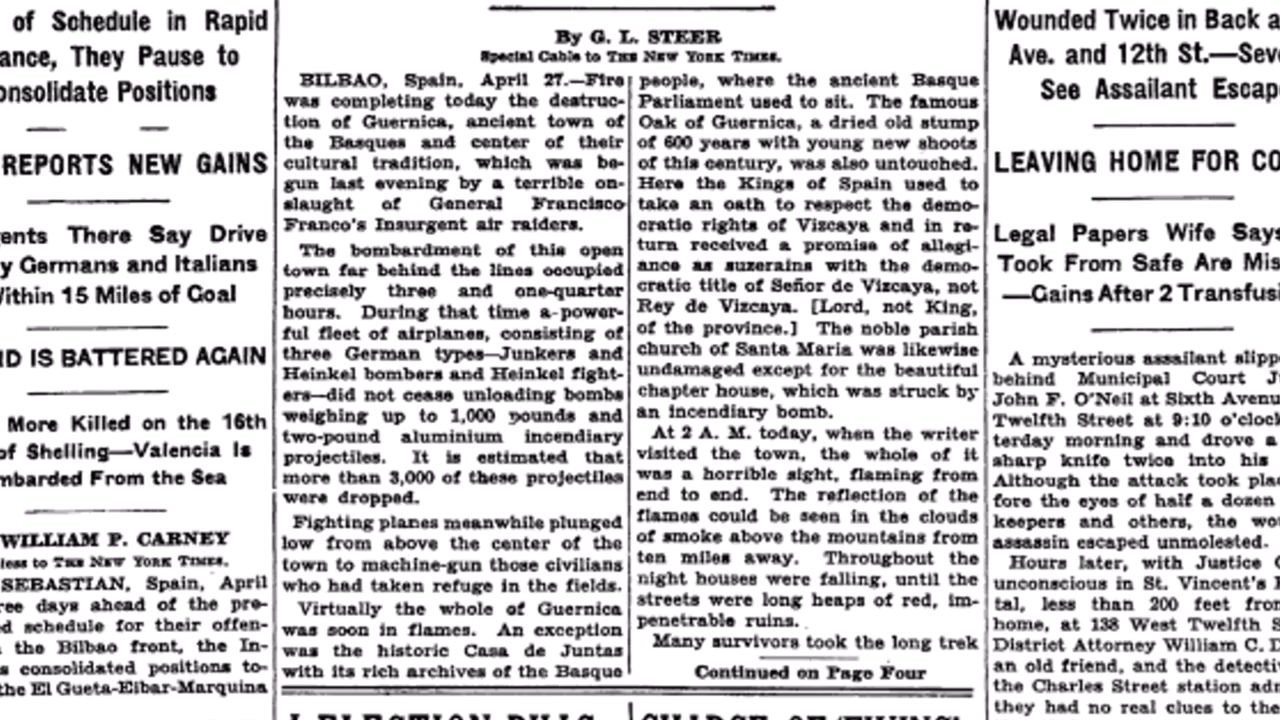 of Schedule in Rapid
ance, They Pause to
onsolidate Positions
REPORTS NEW GAINS
ents There Say Drive
y Germans and Italians
Within 15 Miles of Goal
ND IS BATTERED AGAIN
More Killed on the 16th
of Shelling—Valencia Is
mbarded From the Sea
WILLIAM P. CARNEY
less to THE NEW YORK TIMES.
SEBASTIAN, Spain, April
ree days ahead of the pre-
d schedule for their offen-
the Bilbao front, the In-
s consolidated positions to-
the El Gueta-Eibar-Marquina
By G. L. STEER
Special Cable to THE NEW YORK TIMES.
BILBAO, Spain, April 27.—Fire
was completing today the destruc-
tion of Guernica, ancient town of
the Basques and center of their
cultural tradition, which was be-
gun last evening by a terrible on-
slaught of General Francisco
Franco's Insurgent air raiders.
The bombardment of this open
town far behind the lines occupied
precisely three and one-quarter
hours. During that time a power-
ful fleet of airplanes, consisting of
three German types—Junkers and
Heinkel bombers and Heinkel fight-
ers—did not cease unloading bombs
weighing up to 1,000 pounds and
two-pound aluminium incendiary
projectiles. It is estimated that
more than 3,000 of these projectiles
were dropped.
Fighting planes meanwhile plunged
low from above the center of the
town to machine-gun those civilians
who had taken refuge in the fields.
Virtually the whole of Guernica
was soon in flames. An exception
was the historic Casa de Juntas
with its rich archives of the Basque
people, where the ancient Basque
Parliament used to sit. The famous
Oak of Guernica, a dried old stump
of 600 years with young new shoots
of this century, was also untouched.
Here the Kings of Spain used to
take an oath to respect the demo-
cratic rights of Vizcaya and in re-
turn received a promise of allegi-
ance as suzerains with the demo-
cratic title of Señor de Vizcaya, not
Rey de Vizcaya. [Lord, not King,
of the province.] The noble parish
church of Santa Maria was likewise
undamaged except for the beautiful
chapter house, which was struck by
an incendiary bomb.
At 2 A. M. today, when the writer
visited the town, the whole of it
was a horrible sight, flaming from
end to end. The reflection of the
flames could be seen in the clouds
of smoke above the mountains from
ten miles away. Throughout the
night houses were falling, until the
streets were long heaps of red, im-
penetrable ruins.
Many survivors took the long trek
Continued on Page Four
Wounded Twice in Back a
Ave. and 12th St.—Seve
See Assailant Escape
LEAVING HOME FOR CO
Legal Papers Wife Says
Took From Safe Are Mis
—Gains After 2 Transfusi
A mysterious assailant slipp
behind Municipal Court Ju
John F. O'Neil at Sixth Avenu
Twelfth Street at 9:10 o'clock
terday morning and drove a
sharp knife twice into his
Although the attack took plac
fore the eyes of half a dozen
keepers and others, the wo
assassin escaped unmolested.
Hours later, with Justice O
unconscious in St. Vincent's H
tal, less than 200 feet from
home, at 138 West Twelfth S
District Attorney William C. D
an old friend, and the detecti
the Charles Street station adm
they had no real clues to the